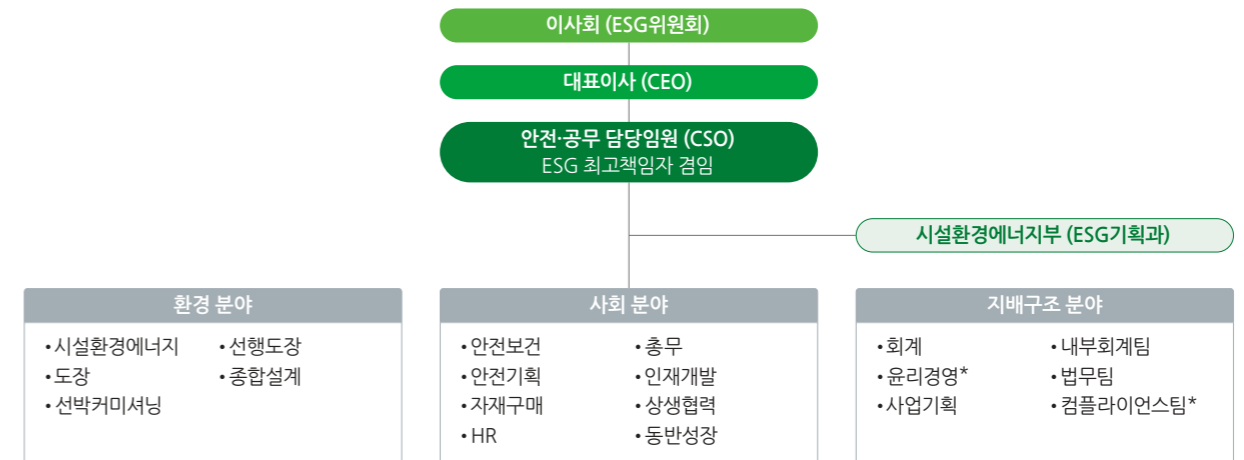 이사회 (ESG위원회)
대표이사 (CEO)
안전·공무 담당임원 (CSO)
ESG 최고책임자 겸임
시설환경에너지부 (ESG기획과)
환경 분야
•시설환경에너지
•도장
•선박커미셔닝
•선행도장
•종합설계
사회 분야
•안전보건
•안전기획
•자재구매
•HR
•총무
•인재개발
•상생협력
•동반성장
지배구조 분야
•회계
•윤리경영*
•사업기획
•내부회계팀
•법무팀
•컴플라이언스팀*